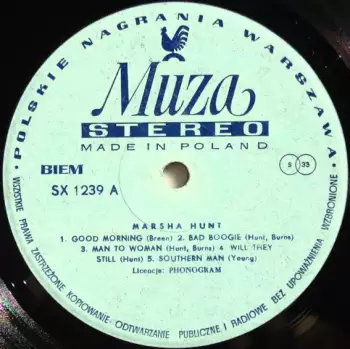 • POLSKIE NAGRANIA WARSZAWA •
Muza
STEREO
MADE IN POLAND
BIEM
SX 1239 A
S
33
MARSHA HUNT
1. GOOD MORNING (Breen) 2. BAD BOOGIE (Hunt, Burns)
3. MAN TO WOMAN (Hunt, Burns) 4 WILL THEY
STILL (Hunt) 5. SOUTHERN MAN (Young)
Licencja: PHONOGRAM
WSZYSTKIE PRAWA ZASTRZEŻONE KOPIOWANIE-ODTWARZANIE PUBLICZNE I RADIOWE BEZ UPOWAŻNIENIA WZBRONIONE